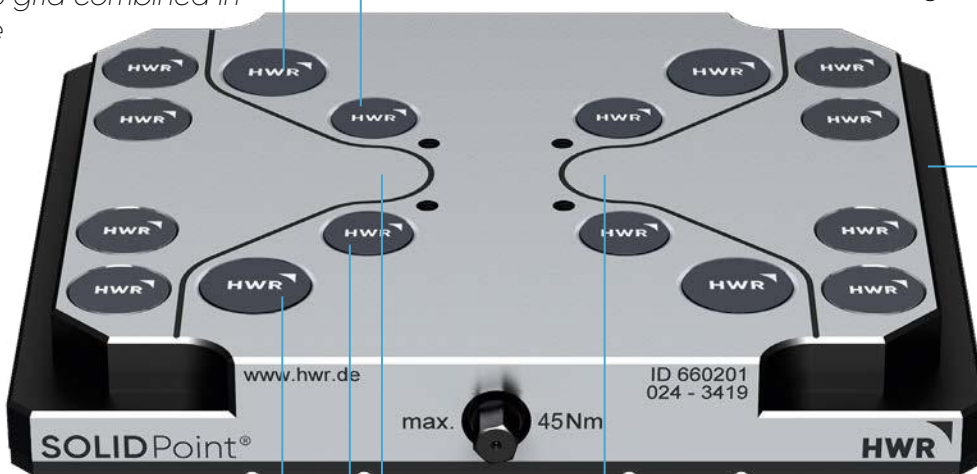 grid combined in
HWR HWR HWR HWR
HWR HWR HWR HWR
HWR HWR HWR HWR
HWR HWR HWR HWR
www.hwr.de
ID 660201
024 - 3419
max. 45Nm
SOLIDPoint®
HWR